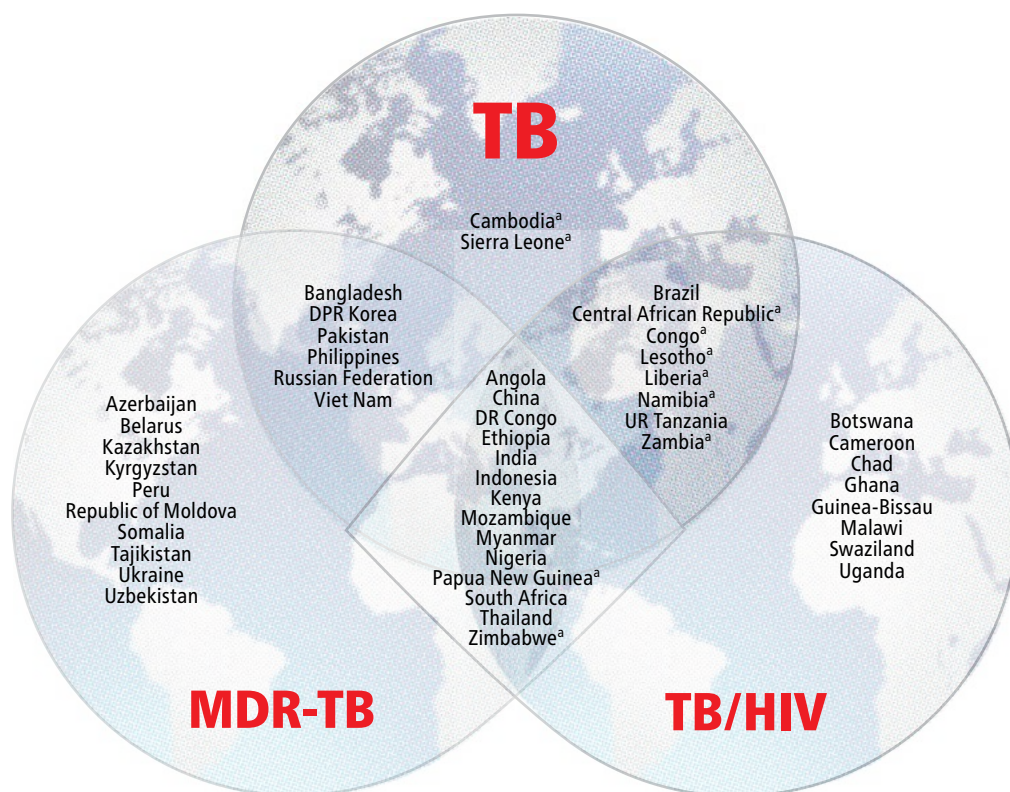 TB
Cambodiaᵃ
Sierra Leoneᵃ
Bangladesh
DPR Korea
Pakistan
Philippines
Russian Federation
Viet Nam
Brazil
Central African Republicᵃ
Congoᵃ
Lesothoᵃ
Liberiaᵃ
Namibiaᵃ
UR Tanzania
Zambiaᵃ
Angola
China
DR Congo
Ethiopia
India
Indonesia
Kenya
Mozambique
Myanmar
Nigeria
Papua New Guineaᵃ
South Africa
Thailand
Zimbabweᵃ
Azerbaijan
Belarus
Kazakhstan
Kyrgyzstan
Peru
Republic of Moldova
Somalia
Tajikistan
Ukraine
Uzbekistan
Botswana
Cameroon
Chad
Ghana
Guinea-Bissau
Malawi
Swaziland
Uganda
MDR-TB
TB/HIV